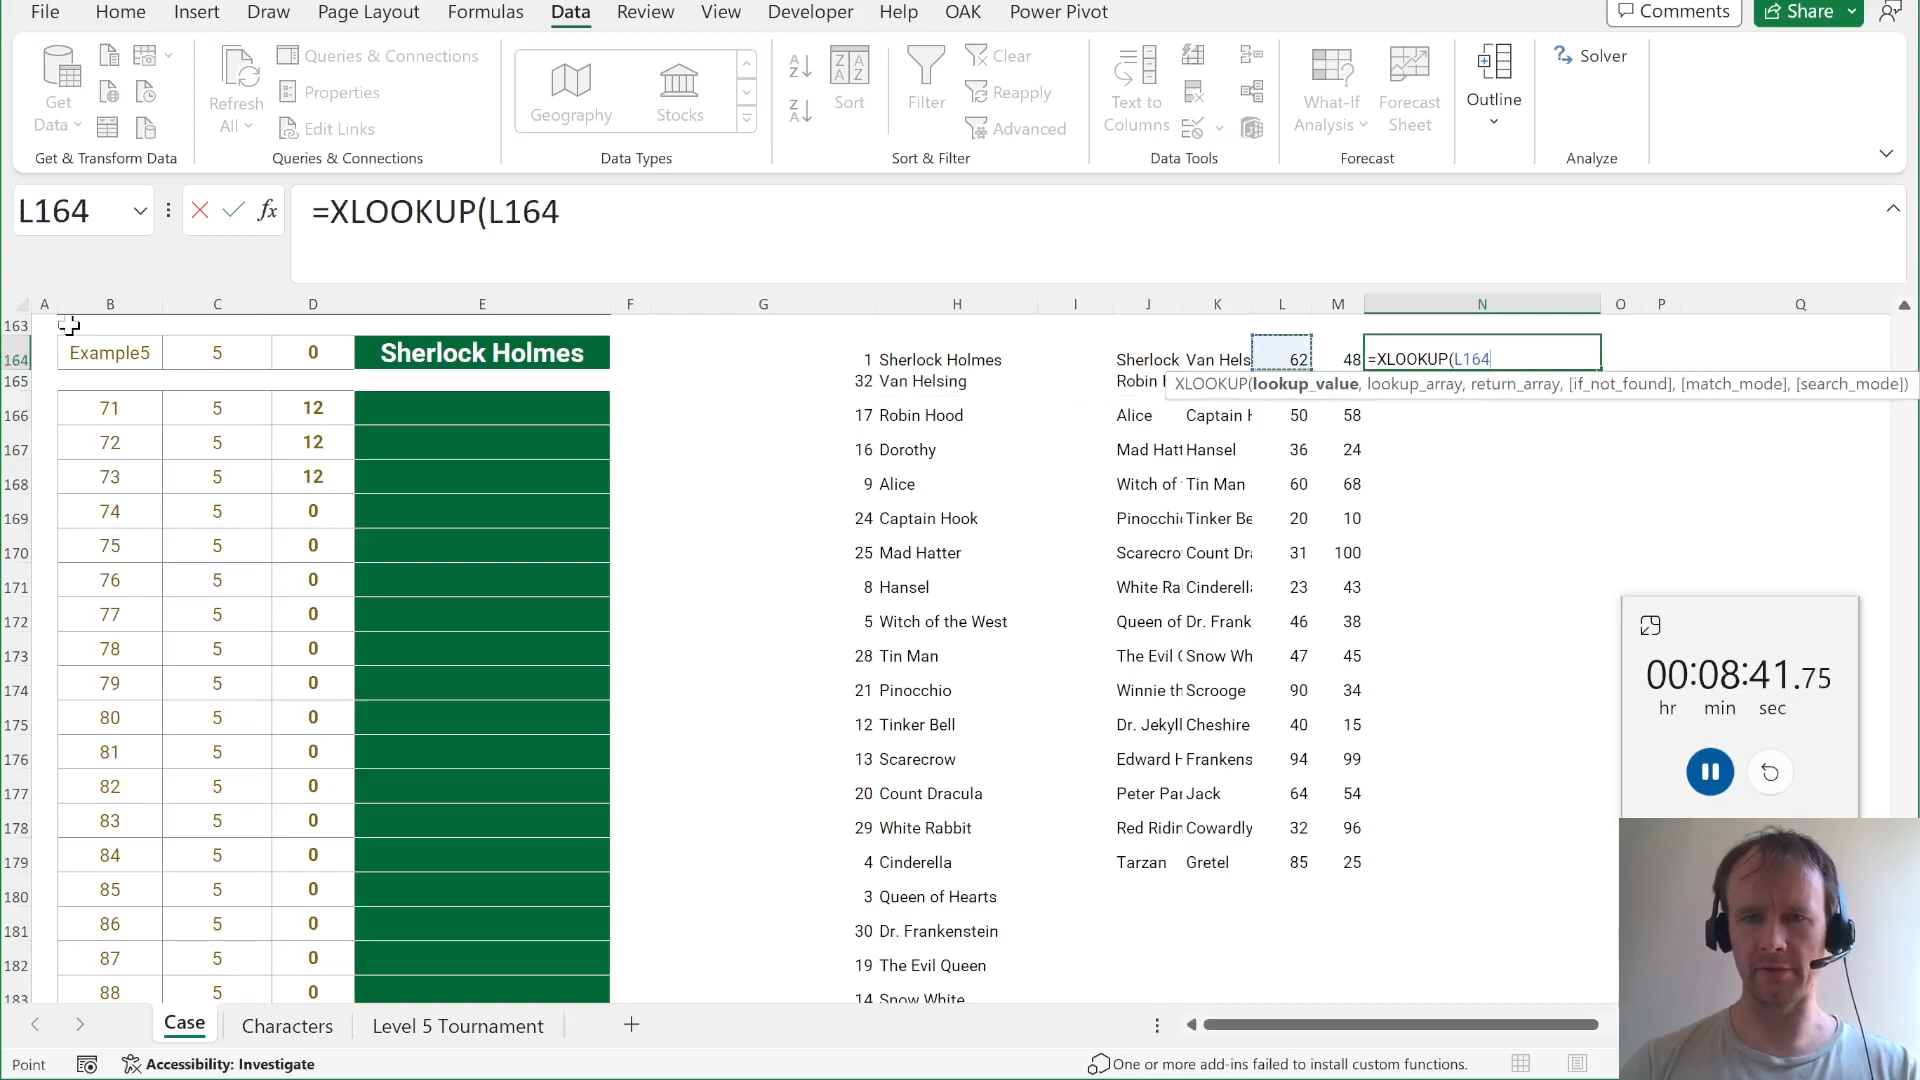 File Home Insert Draw Page Layout Formulas Data Review View Developer Help OAK Power Pivot Comments Share
Get Data
Refresh All
Queries & Connections
Properties
Edit Links
Geography Stocks
Sort
Filter
Clear
Reapply
Advanced
Text to Columns
What-If Analysis
Forecast Sheet
Outline
Solver
Get & Transform Data Queries & Connections Data Types Sort & Filter Data Tools Forecast Analyze
L164 fx =XLOOKUP(L164
A B C D E F G H I J K L M N O P Q
163
164 Example5 5 0 Sherlock Holmes 1 Sherlock Holmes Sherlock Van Hels 62 48 =XLOOKUP(L164
XLOOKUP(lookup_value, lookup_array, return_array, [if_not_found], [match_mode], [search_mode])
165 32 Van Helsing Robin
166 71 5 12 17 Robin Hood Alice Captain 50 58
167 72 5 12 16 Dorothy Mad Hatt Hansel 36 24
168 73 5 12 9 Alice Witch of Tin Man 60 68
169 74 5 0 24 Captain Hook Pinocchi Tinker Be 20 10
170 75 5 0 25 Mad Hatter Scarecro Count Dr 31 100
171 76 5 0 8 Hansel White Ra Cinderell 23 43
172 77 5 0 5 Witch of the West Queen of Dr. Frank 46 38
173 78 5 0 28 Tin Man The Evil Snow Wh 47 45
174 79 5 0 21 Pinocchio Winnie th Scrooge 90 34
175 80 5 0 12 Tinker Bell Dr. Jekyll Cheshire 40 15
176 81 5 0 13 Scarecrow Edward Frankens 94 99
177 82 5 0 20 Count Dracula Peter Pa Jack 64 54
178 83 5 0 29 White Rabbit Red Ridin Cowardly 32 96
179 84 5 0 4 Cinderella Tarzan Gretel 85 25
180 85 5 0 3 Queen of Hearts
181 86 5 0 30 Dr. Frankenstein
182 87 5 0 19 The Evil Queen
183 88 5 0 14 Snow White
00:08:41.75
hr min sec
Case Characters Level 5 Tournament
Point Accessibility: Investigate One or more add-ins failed to install custom functions.